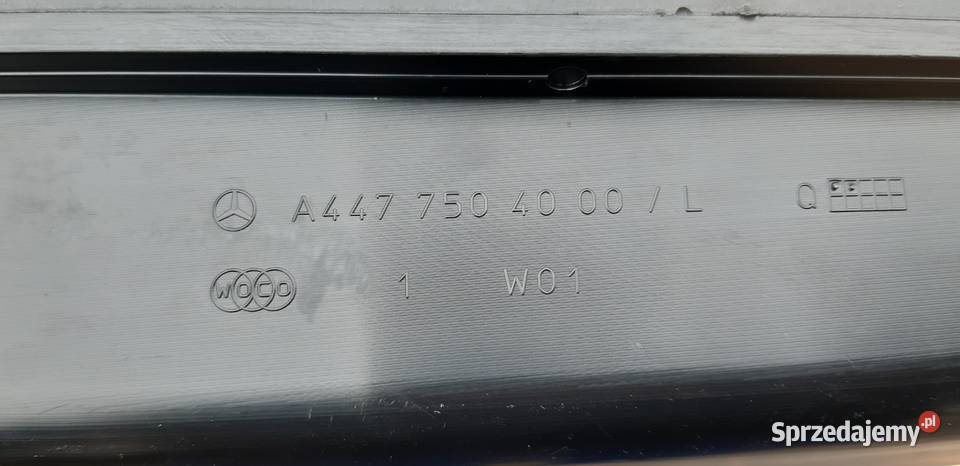 A447 750 40 00 / L Q
WOCO 1 W01
Sprzedajemy.pl